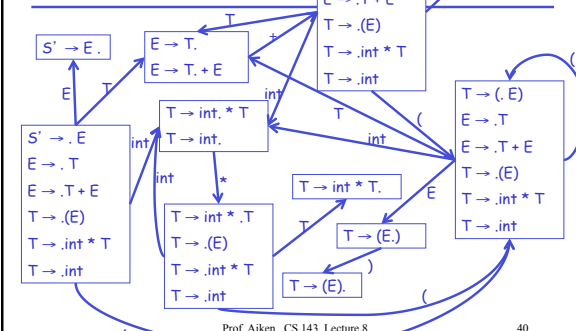 E → .T + E
T → .(E)
T → .int * T
T → .int
T
+
(
S' → E .
E → T.
E → T. + E
E
T
int
T → int. * T
T → int.
T
int
(
T → (. E)
E → .T
E → .T + E
T → .(E)
T → .int * T
T → .int
S' → . E
E → . T
E → .T + E
T → .(E)
T → .int * T
T → .int
int
int
*
T → int * .T
T → .(E)
T → .int * T
T → .int
T
T → int * T.
E
T → (E.)
)
T → (E).
(
Prof. Aiken CS 143 Lecture 8
40